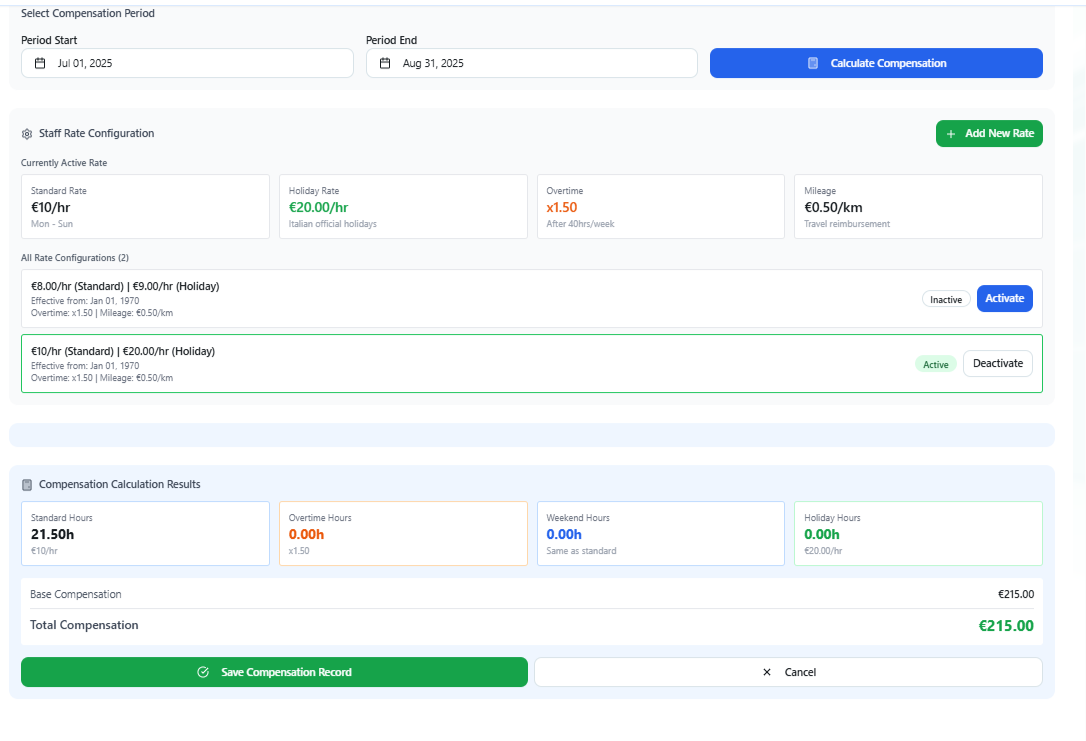 Select Compensation Period
Period Start
Period End
Jul 01, 2025
Aug 31, 2025
Calculate Compensation
Staff Rate Configuration
Add New Rate
Currently Active Rate
Standard Rate
€10/hr
Mon - Sun
Holiday Rate
€20.00/hr
Italian official holidays
Overtime
x1.50
After 40hrs/week
Mileage
€0.50/km
Travel reimbursement
All Rate Configurations (2)
€8.00/hr (Standard) | €9.00/hr (Holiday)
Effective from: Jan 01, 1970
Overtime: x1.50 | Mileage: €0.50/km
Inactive
Activate
€10/hr (Standard) | €20.00/hr (Holiday)
Effective from: Jan 01, 1970
Overtime: x1.50 | Mileage: €0.50/km
Active
Deactivate
Compensation Calculation Results
Standard Hours
21.50h
€10/hr
Overtime Hours
0.00h
x1.50
Weekend Hours
0.00h
Same as standard
Holiday Hours
0.00h
€20.00/hr
Base Compensation
€215.00
Total Compensation
€215.00
Save Compensation Record
Cancel